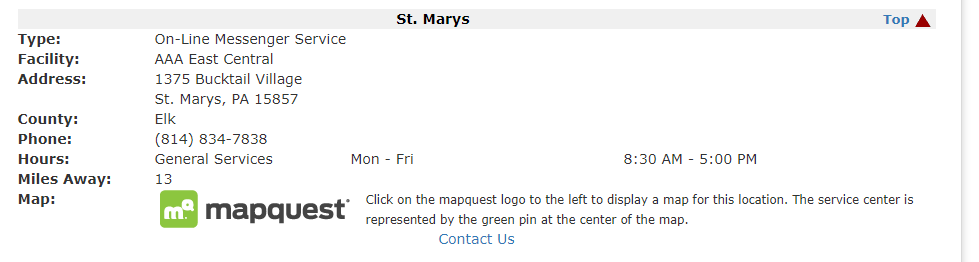 St. Marys Top
Type: On-Line Messenger Service
Facility: AAA East Central
Address: 1375 Bucktail Village
St. Marys, PA 15857
County: Elk
Phone: (814) 834-7838
Hours: General Services Mon - Fri 8:30 AM - 5:00 PM
Miles Away: 13
Map: mq mapquest Click on the mapquest logo to the left to display a map for this location. The service center is
represented by the green pin at the center of the map.
Contact Us